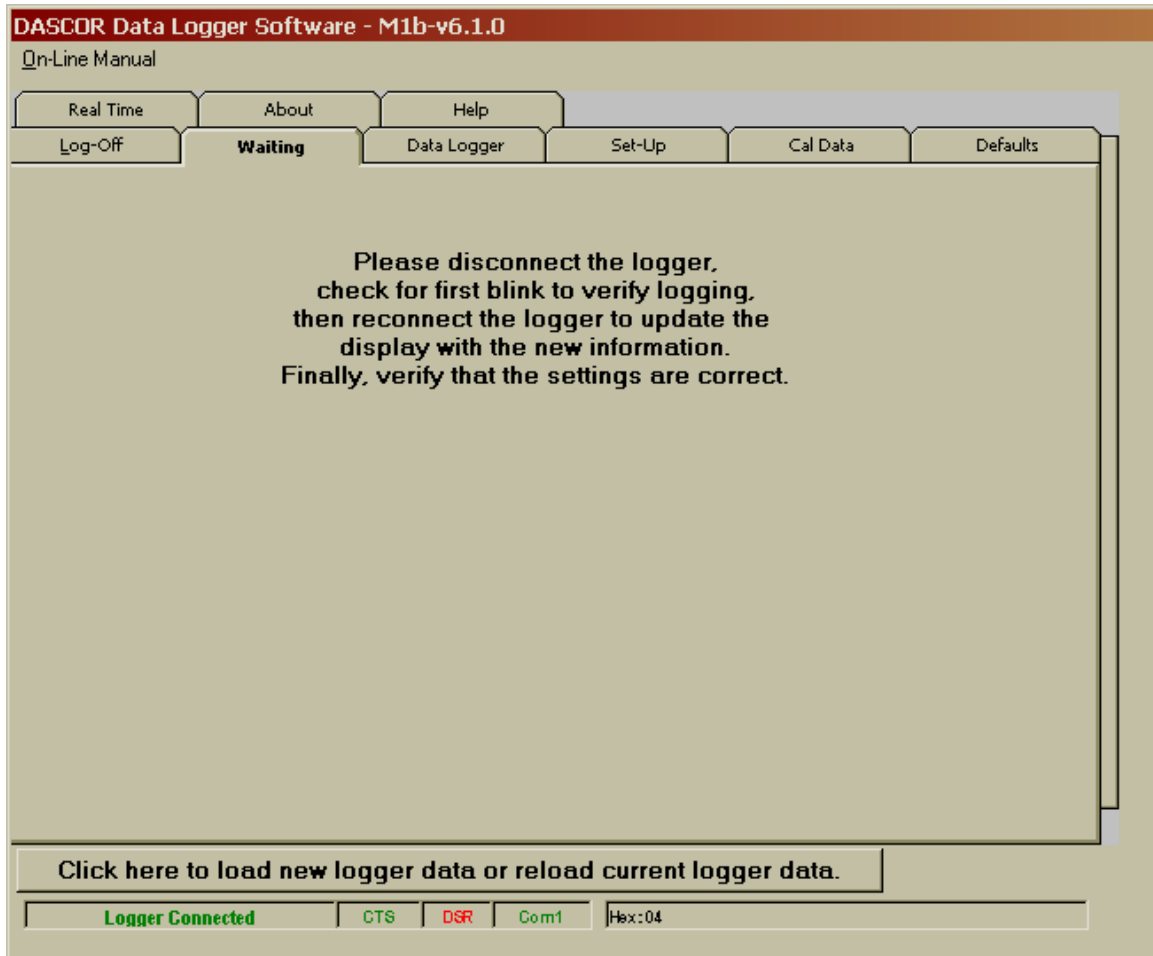 DASCOR Data Logger Software - M1b-v6.1.0
On-Line Manual
Real Time About Help
Log-Off Waiting Data Logger Set-Up Cal Data Defaults
Please disconnect the logger,
check for first blink to verify logging,
then reconnect the logger to update the
display with the new information.
Finally, verify that the settings are correct.
Click here to load new logger data or reload current logger data.
Logger Connected CTS DSR Com1 Hex:04